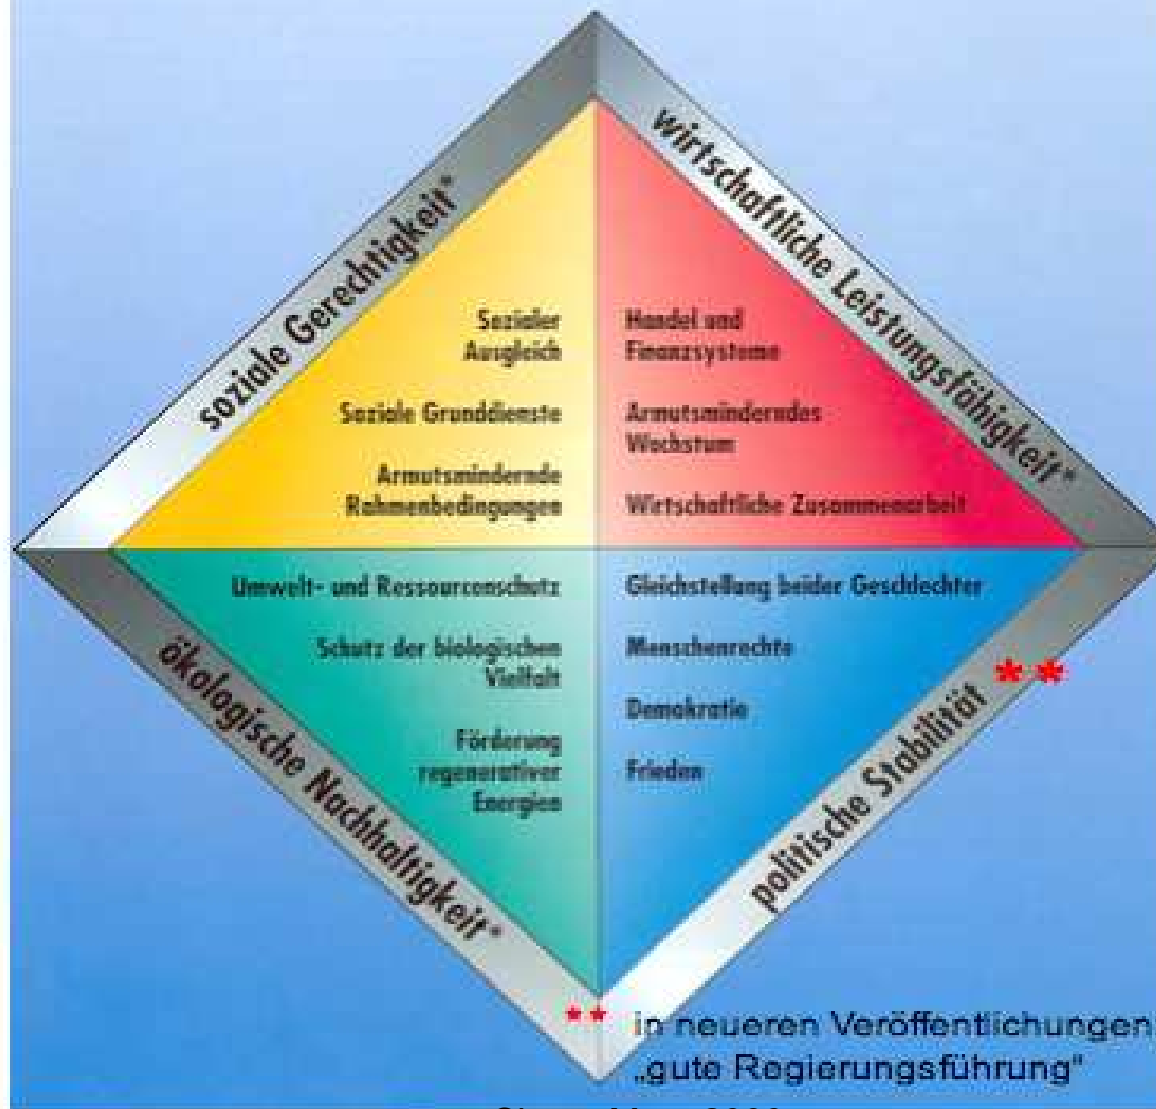 soziale Gerechtigkeit*
wirtschaftliche Leistungsfähigkeit*
Sozialer
Ausgleich
Soziale Grunddienste
Armutsmindernde
Rahmenbedingungen
Handel und
Finanzsysteme
Armutsminderndes
Wachstum
Wirtschaftliche Zusammenarbeit
Umwelt- und Ressourcenschutz
Schutz der biologischen
Vielfalt
Förderung
regenerativer
Energien
Gleichstellung beider Geschlechter
Menschenrechte
Demokratie
Frieden
ökologische Nachhaltigkeit*
politische Stabilität **
** in neueren Veröffentlichungen
„gute Regierungsführung"